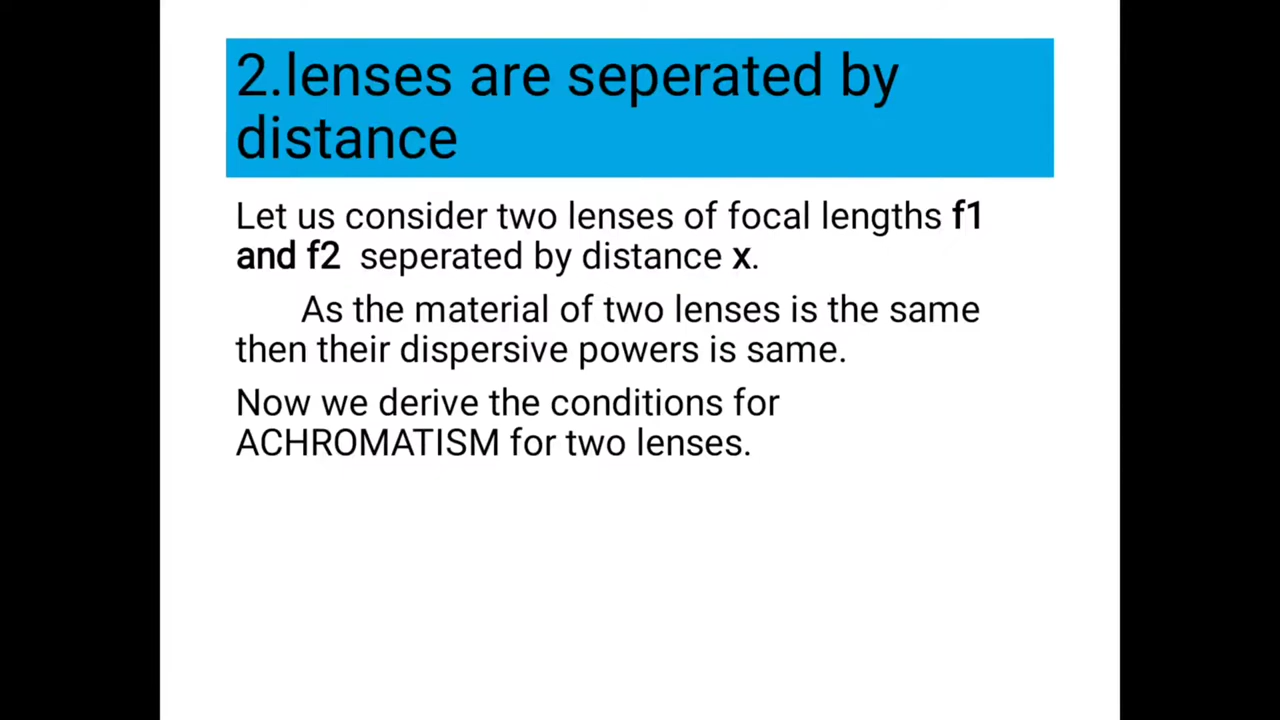 2.lenses are seperated by
distance
Let us consider two lenses of focal lengths f1
and f2 seperated by distance x.
As the material of two lenses is the same
then their dispersive powers is same.
Now we derive the conditions for
ACHROMATISM for two lenses.